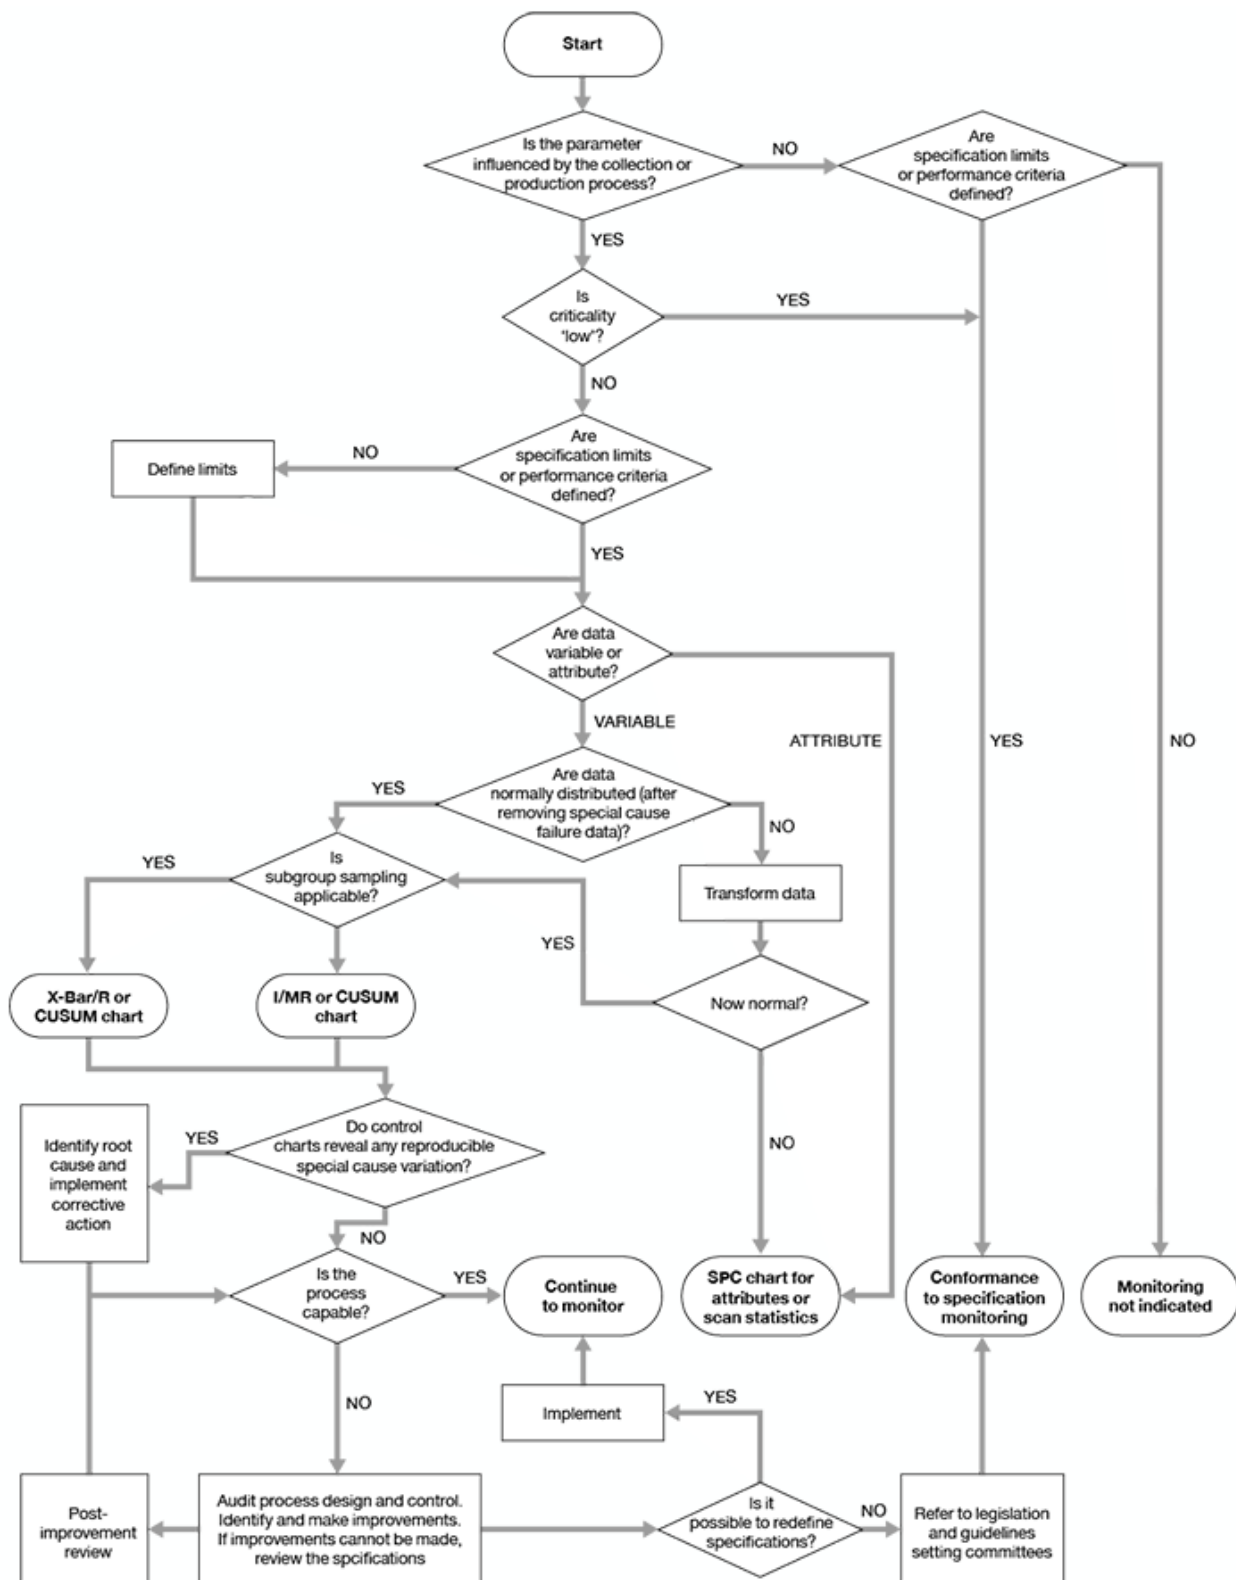 Start
Is the parameter
influenced by the collection or
production process?
NO
Are
specification limits
or performance criteria
defined?
YES
Is
criticality
"low"?
YES
NO
Are
specification limits
or performance criteria
defined?
NO
Define limits
YES
Are data
variable or
attribute?
VARIABLE
ATTRIBUTE
YES
NO
Are data
normally distributed (after
removing special cause
failure data)?
YES
NO
Is
subgroup sampling
applicable?
YES
Transform data
YES
Now normal?
X-Bar/R or
CUSUM chart
I/MR or CUSUM
chart
NO
Do control
charts reveal any reproducible
special cause variation?
YES
Identify root
cause and
implement
corrective
action
NO
Is the
process
capable?
YES
Continue
to monitor
SPC chart for
attributes or
scan statistics
Conformance
to specification
monitoring
Monitoring
not indicated
NO
Implement
YES
Post-
improvement
review
Audit process design and control.
Identify and make improvements.
If improvements cannot be made,
review the spcifications
Is it
possible to redefine
specifications?
NO
Refer to legislation
and guidelines
setting committees